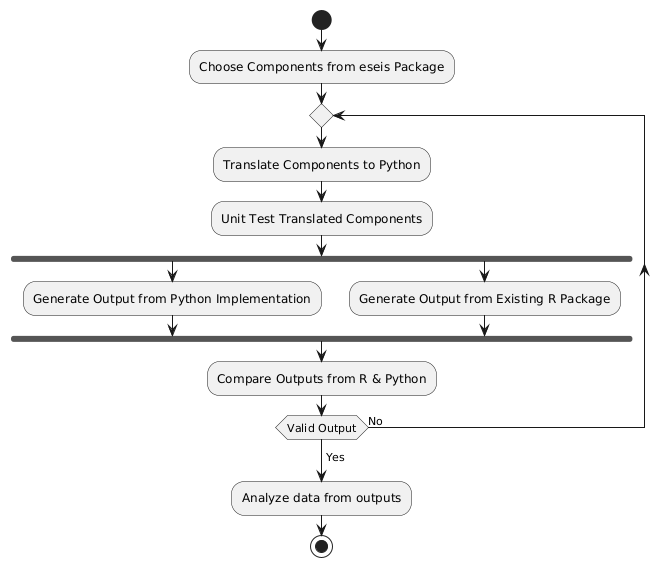 Choose Components from eseis Package
Translate Components to Python
Unit Test Translated Components
Generate Output from Python Implementation
Generate Output from Existing R Package
Compare Outputs from R & Python
Valid Output
No
Yes
Analyze data from outputs